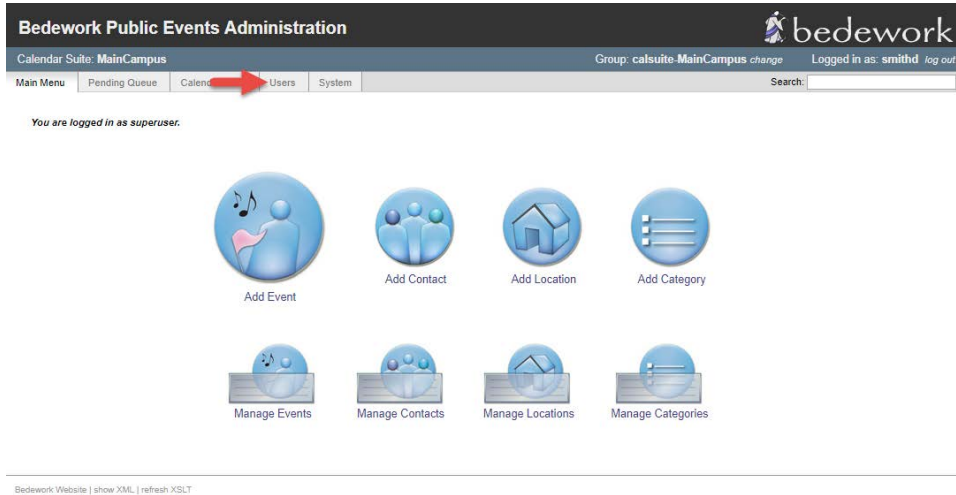 Bedework Public Events Administration
bedework
Calendar Suite: MainCampus
Group: calsuite-MainCampus change
Logged in as: smithd log out
Main Menu
Pending Queue
Users
System
Search:
You are logged in as superuser.
Add Event
Add Contact
Add Location
Add Category
Manage Events
Manage Contacts
Manage Locations
Manage Categories
Bedework Website | show XML | refresh XSLT